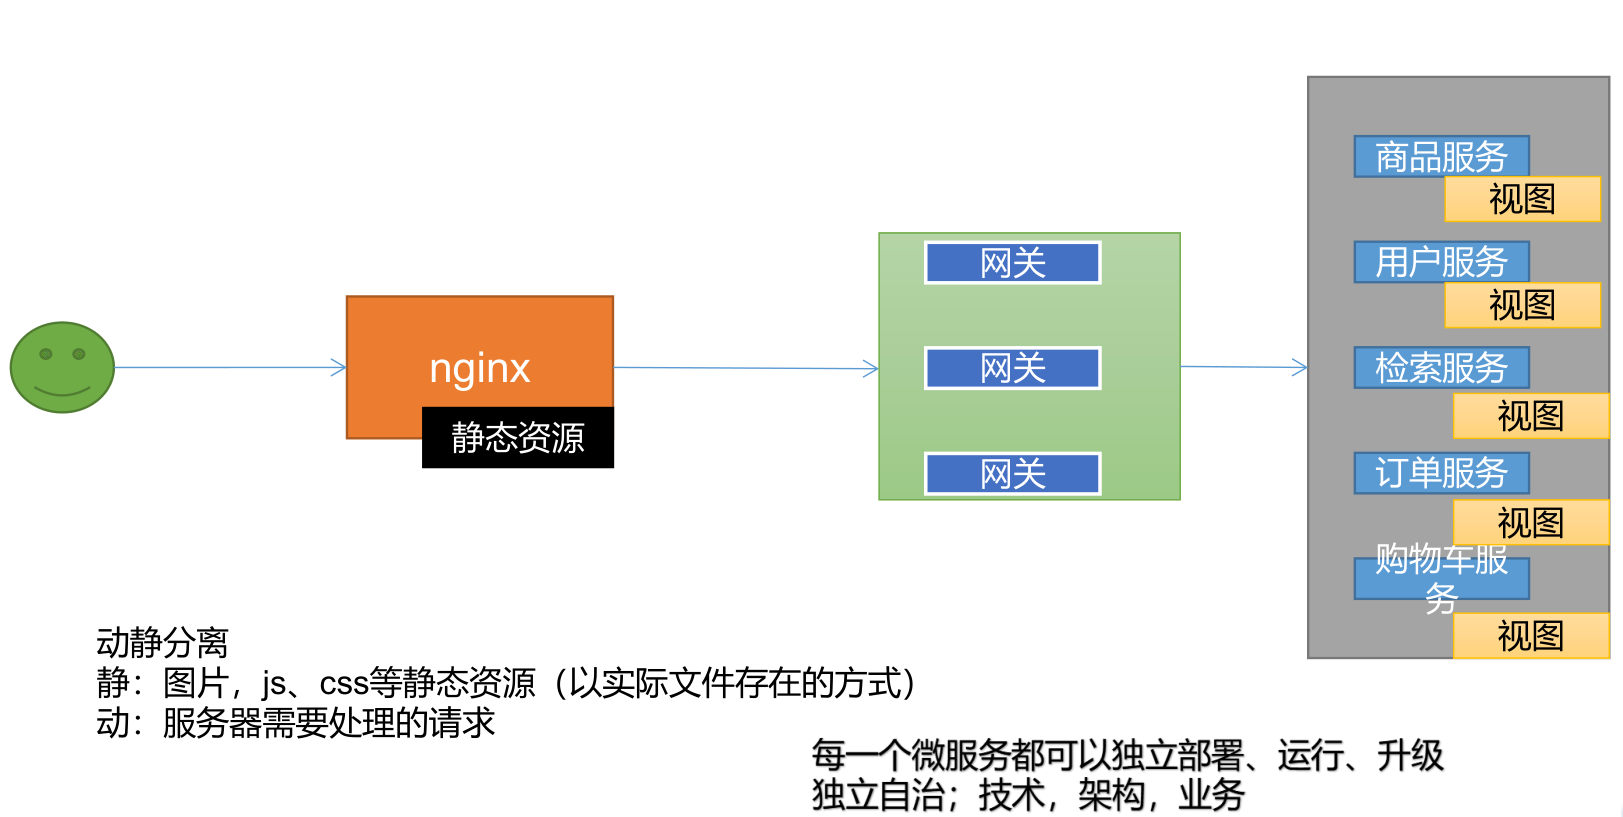 商品服务
视图
用户服务
视图
检索服务
视图
订单服务
视图
购物车服
务
视图
网关
网关
网关
nginx
静态资源
动静分离
静：图片，js、css等静态资源（以实际文件存在的方式）
动：服务器需要处理的请求
每一个微服务都可以独立部署、运行、升级
独立自治；技术，架构，业务